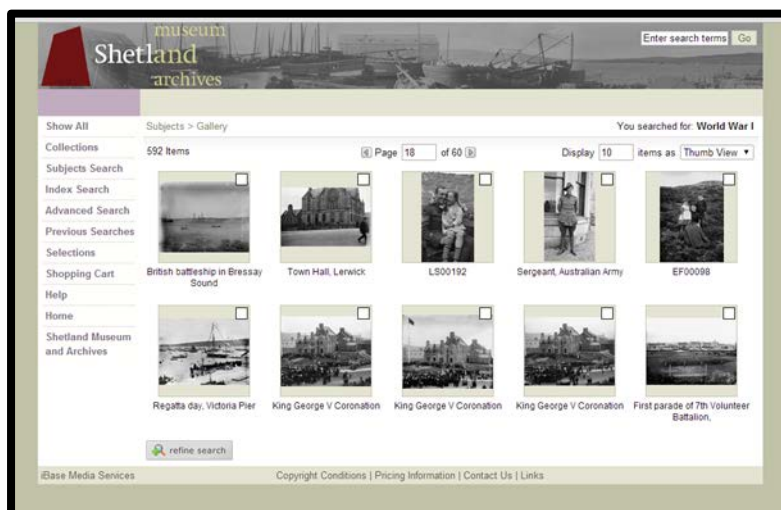 museum
Shetland
archives
Enter search terms Go
Show All
Collections
Subjects Search
Index Search
Advanced Search
Previous Searches
Selections
Shopping Cart
Help
Home
Shetland Museum
and Archives
Subjects > Gallery
You searched for: World War I
592 Items
Page 18 of 60
Display 10 items as Thumb View
British battleship in Bressay
Sound
Town Hall, Lerwick
LS00192
Sergeant, Australian Army
EF00098
Regatta day, Victoria Pier
King George V Coronation
King George V Coronation
King George V Coronation
First parade of 7th Volunteer
Battalion,
refine search
iBase Media Services
Copyright Conditions | Pricing Information | Contact Us | Links